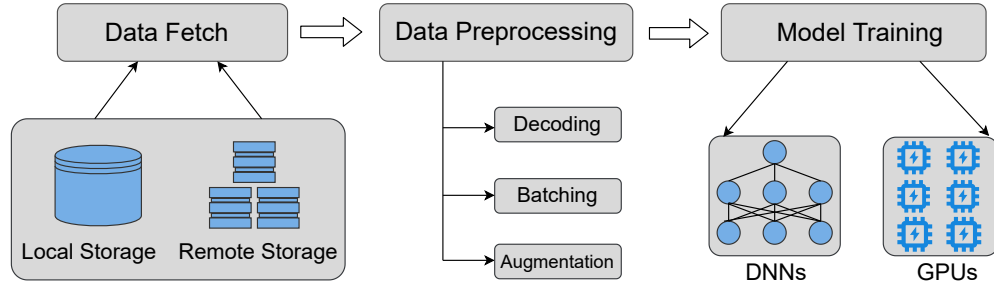 Data Fetch
Data Preprocessing
Model Training
Decoding
Batching
Augmentation
Local Storage
Remote Storage
DNNs
GPUs